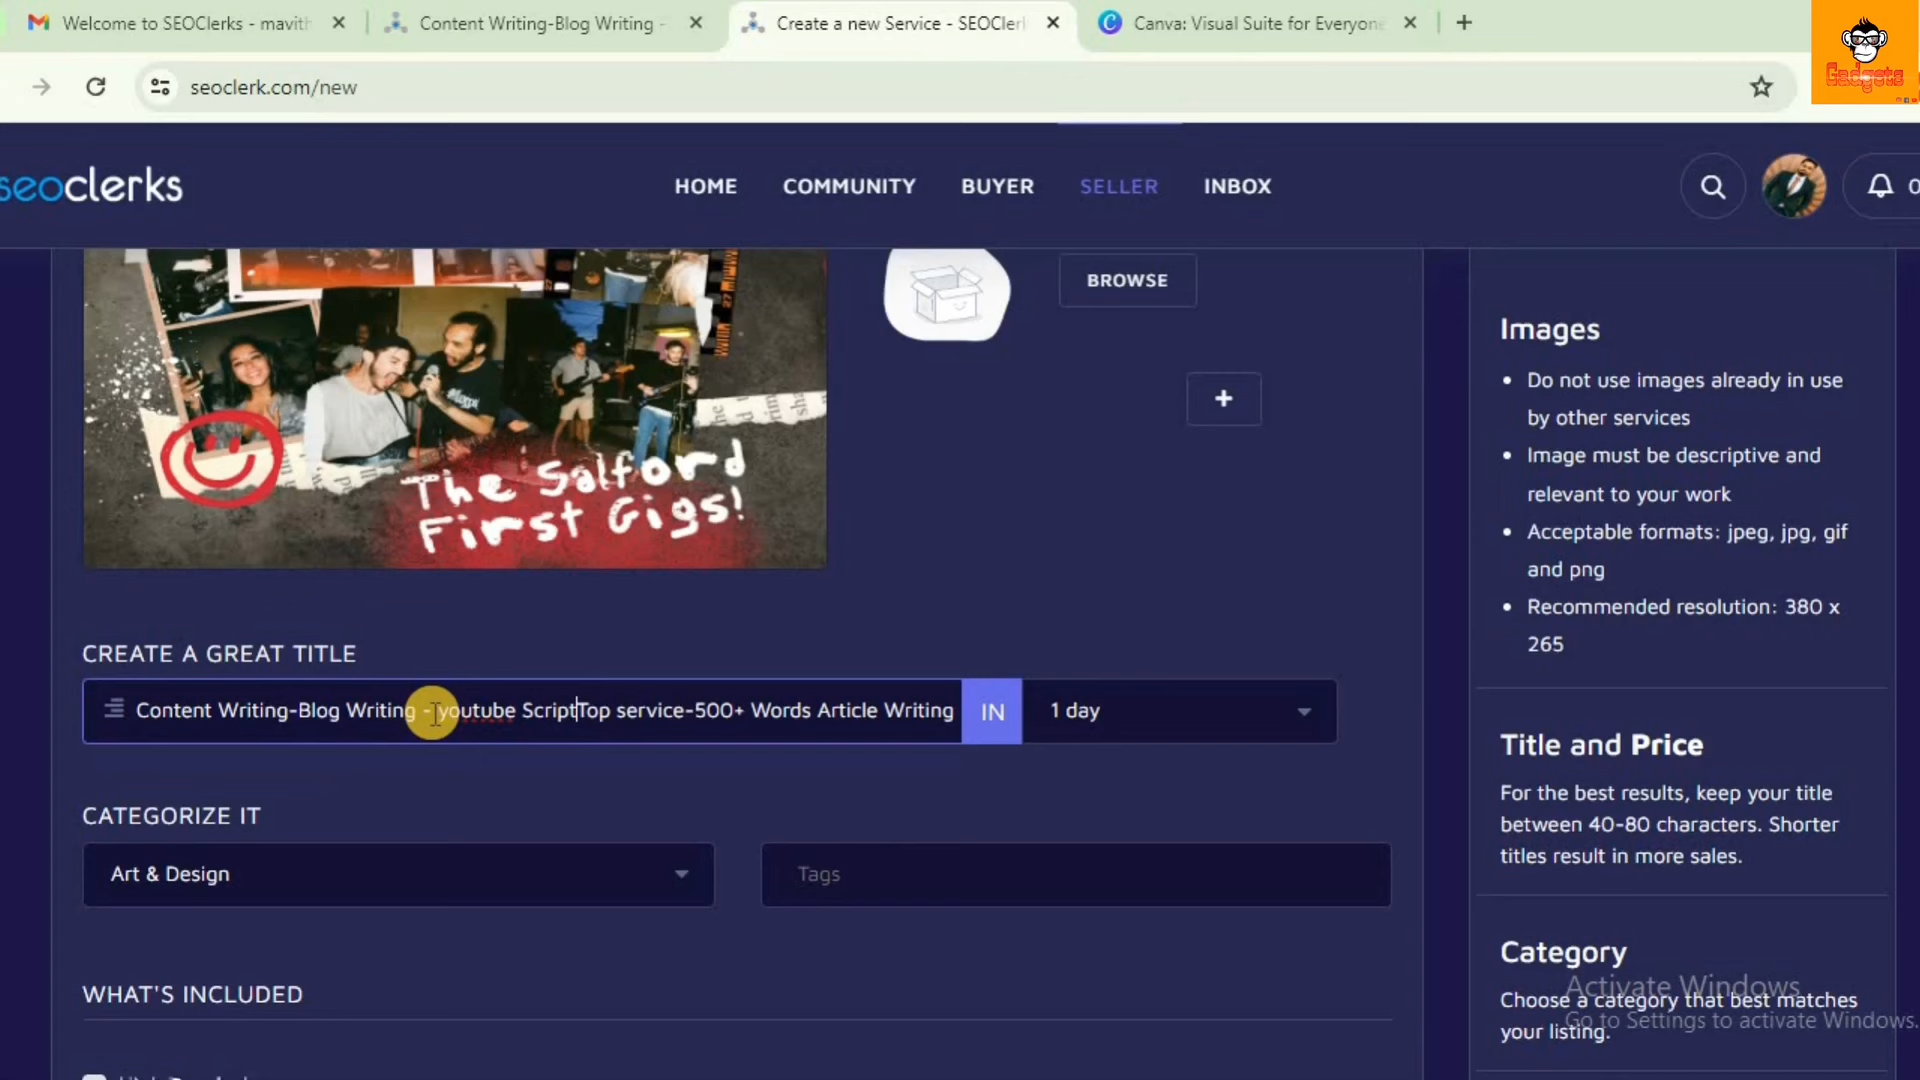 Welcome to SEOClerks - mavith
Content Writing-Blog Writing -
Create a new Service - SEOCler
Canva: Visual Suite for Everyone
Gadgets
seoclerk.com/new
seoclerks
HOME COMMUNITY BUYER SELLER INBOX
0
BROWSE
+
The Salford
First Gigs!
CREATE A GREAT TITLE
Content Writing-Blog Writing - youtube ScriptTop service-500+ Words Article Writing
IN
1 day
CATEGORIZE IT
Art & Design
Tags
WHAT'S INCLUDED
Images
Do not use images already in use
by other services
Image must be descriptive and
relevant to your work
Acceptable formats: jpeg, jpg, gif
and png
Recommended resolution: 380 x
265
Title and Price
For the best results, keep your title
between 40-80 characters. Shorter
titles result in more sales.
Category
Choose a category that best matches
your listing.
Activate Windows
Go to Settings to activate Windows.